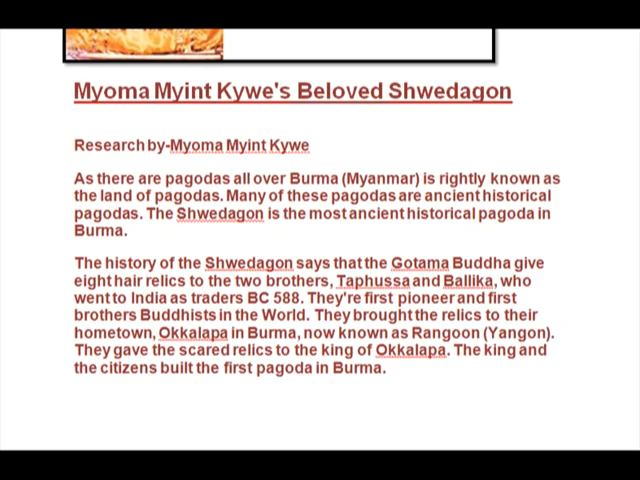 Myoma Myint Kywe's Beloved Shwedagon
Research by-Myoma Myint Kywe
As there are pagodas all over Burma (Myanmar) is rightly known as
the land of pagodas. Many of these pagodas are ancient historical
pagodas. The Shwedagon is the most ancient historical pagoda in
Burma.
The history of the Shwedagon says that the Gotama Buddha give
eight hair relics to the two brothers, Taphussa and Ballika, who
went to India as traders BC 588. They're first pioneer and first
brothers Buddhists in the World. They brought the relics to their
hometown, Okkalapa in Burma, now known as Rangoon (Yangon).
They gave the scared relics to the king of Okkalapa. The king and
the citizens built the first pagoda in Burma.